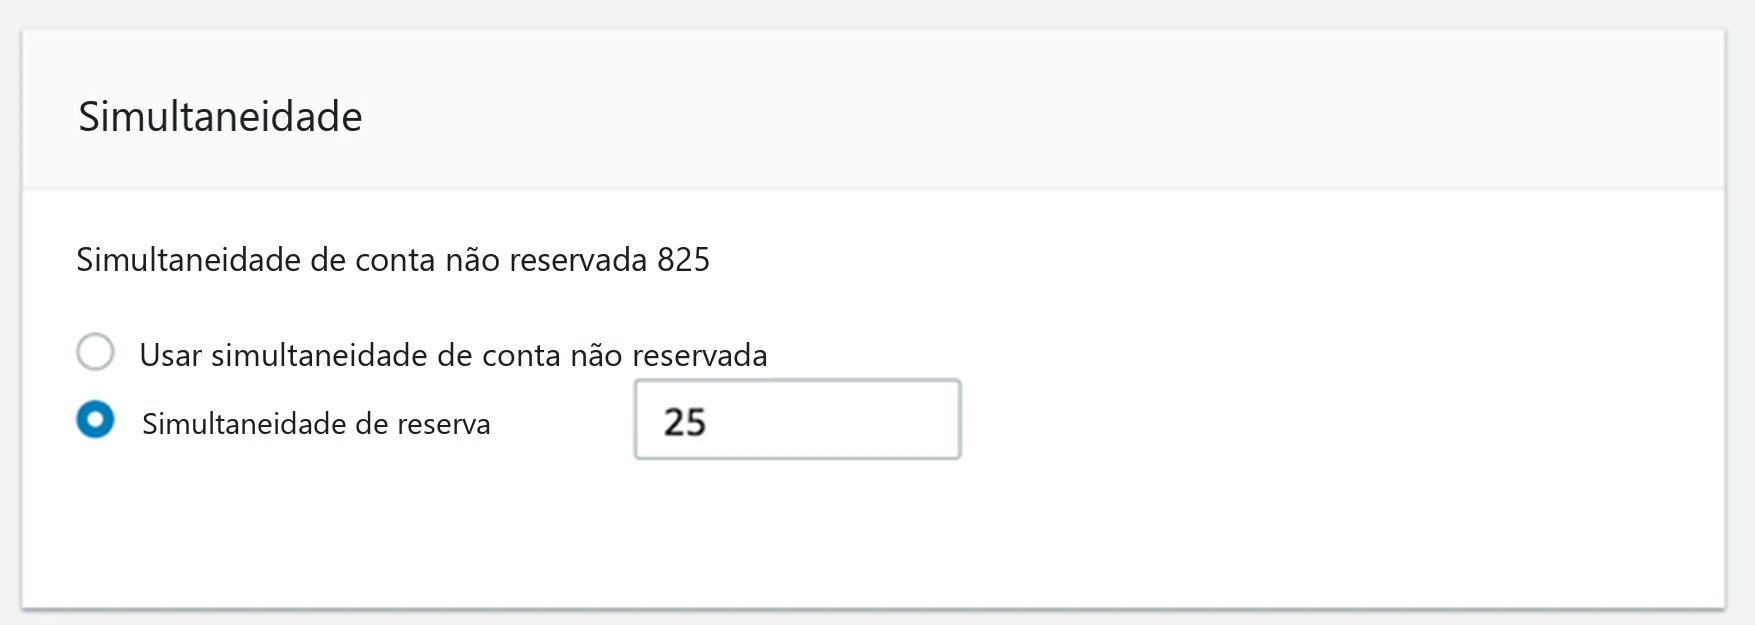 Simultaneidade
Simultaneidade de conta não reservada 825
Usar simultaneidade de conta não reservada
Simultaneidade de reserva 25